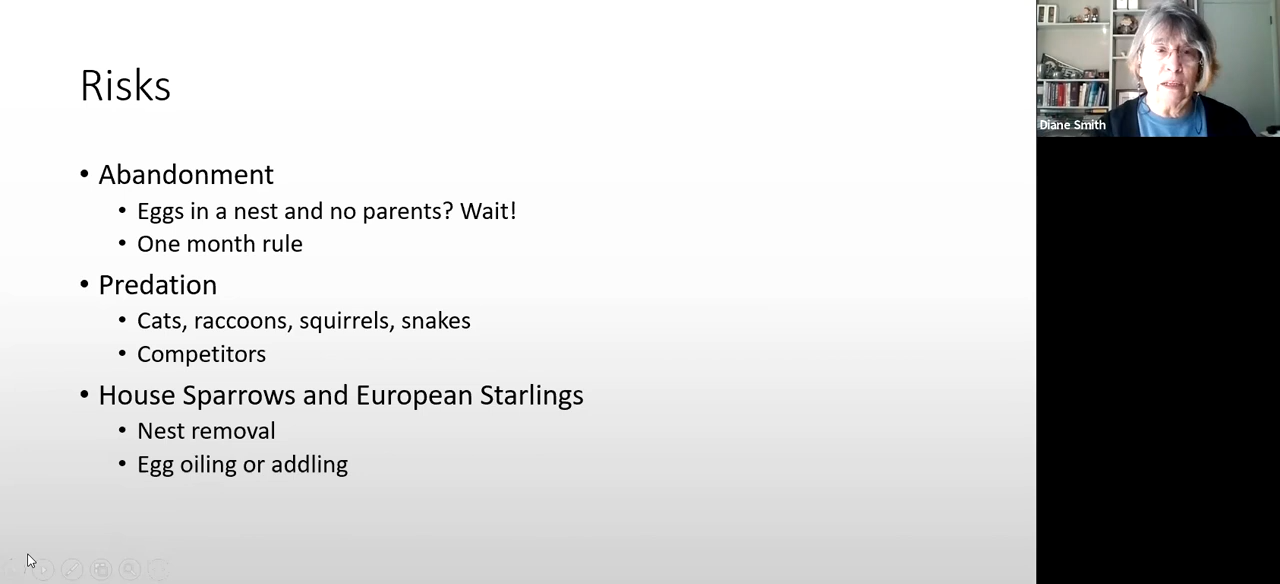 Risks
• Abandonment
• Eggs in a nest and no parents? Wait!
• One month rule
• Predation
• Cats, raccoons, squirrels, snakes
• Competitors
• House Sparrows and European Starlings
• Nest removal
• Egg oiling or addling
Diane Smith